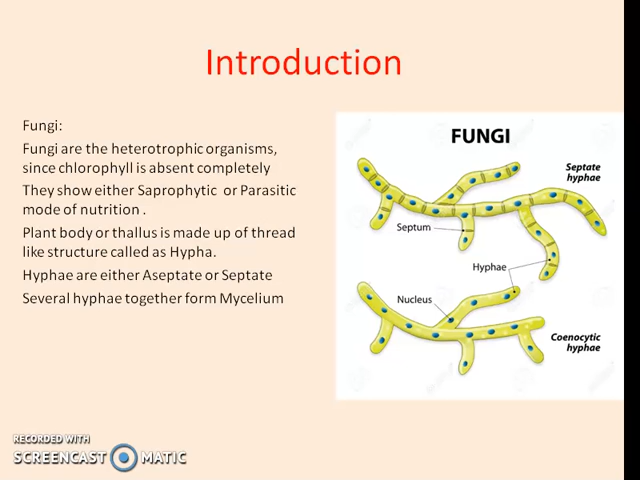 Introduction
Fungi:
Fungi are the heterotrophic organisms,
since chlorophyll is absent completely
They show either Saprophytic or Parasitic
mode of nutrition .
Plant body or thallus is made up of thread
like structure called as Hypha.
Hyphae are either Aseptate or Septate
Several hyphae together form Mycelium
FUNGI
Septate
hyphae
Septum
Hyphae
Nucleus
Coenocytic
hyphae
RECORDED WITH
SCREENCAST MATIC